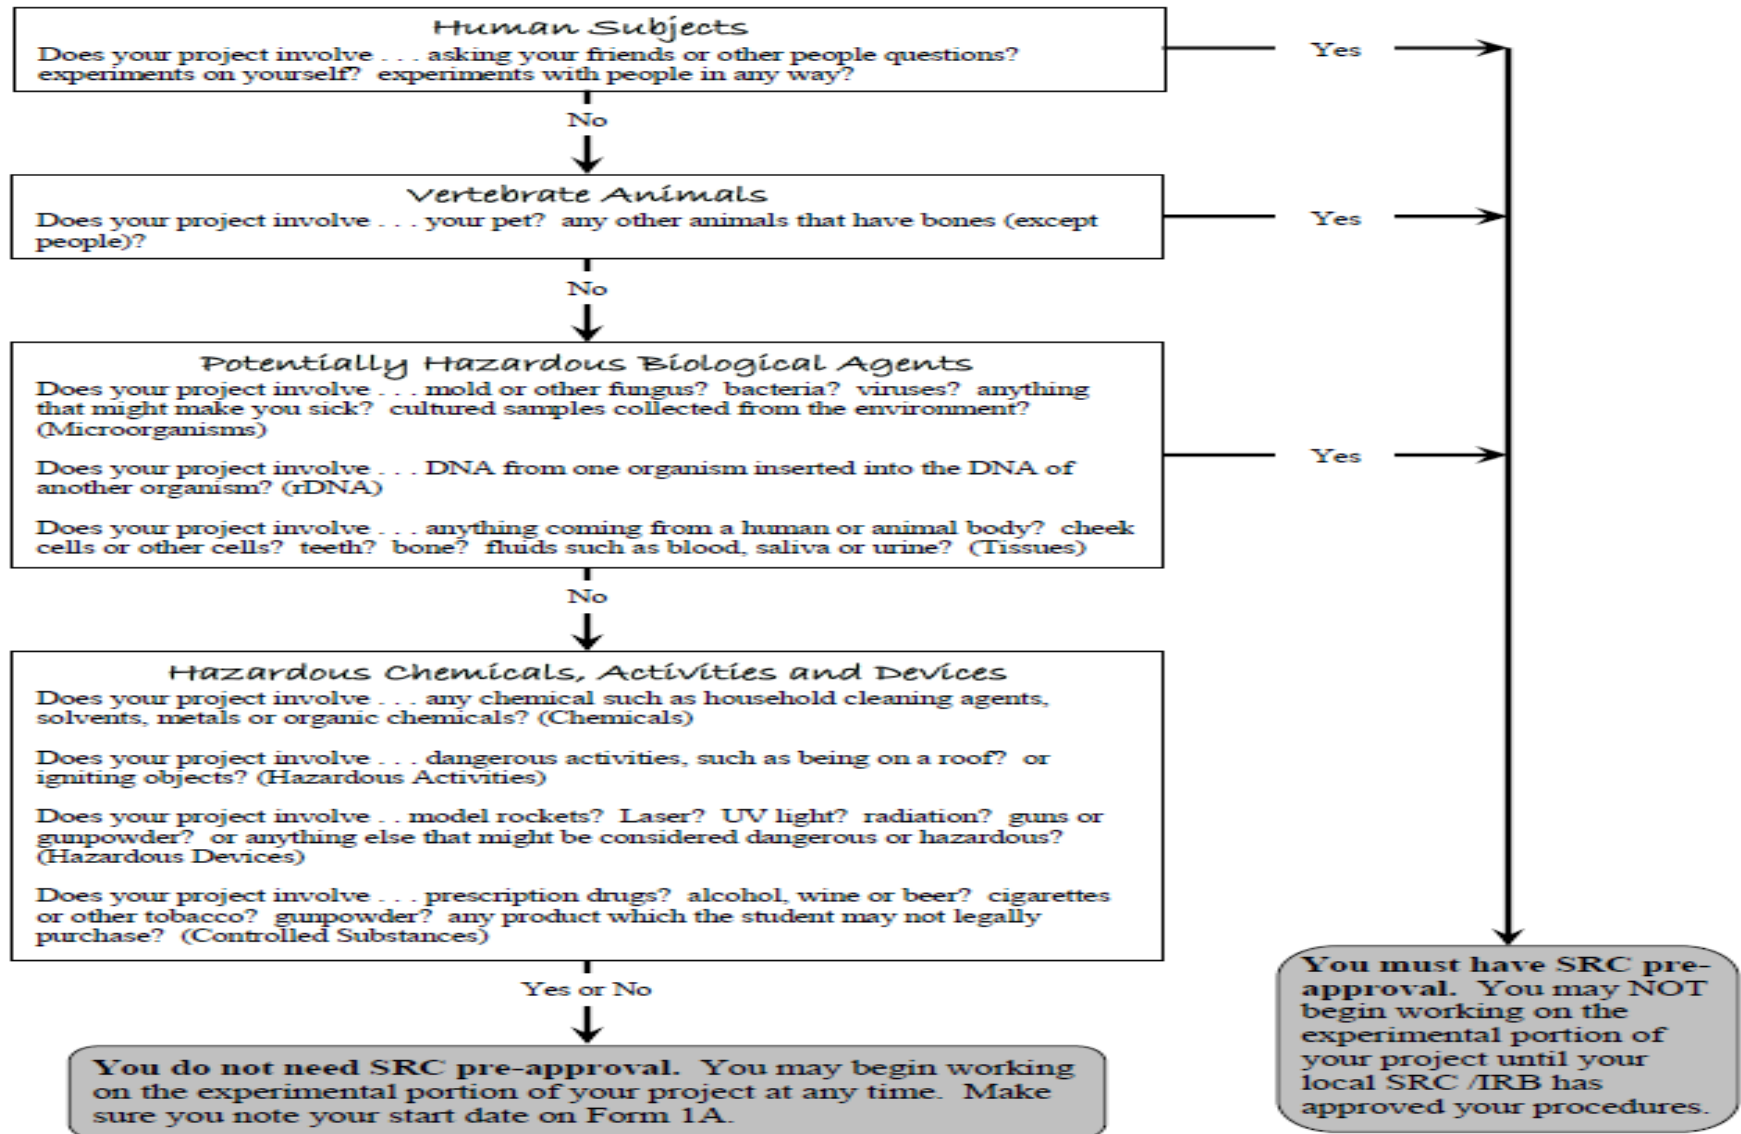 Human Subjects
Does your project involve . . . asking your friends or other people questions?
experiments on yourself? experiments with people in any way?
Yes
No
Vertebrate Animals
Does your project involve . . . your pet? any other animals that have bones (except
people)?
Yes
No
Potentially Hazardous Biological Agents
Does your project involve . . . mold or other fungus? bacteria? viruses? anything
that might make you sick? cultured samples collected from the environment?
(Microorganisms)
Does your project involve . . . DNA from one organism inserted into the DNA of
another organism? (rDNA)
Does your project involve . . . anything coming from a human or animal body? cheek
cells or other cells? teeth? bone? fluids such as blood, saliva or urine? (Tissues)
Yes
No
Hazardous Chemicals, Activities and Devices
Does your project involve . . . any chemical such as household cleaning agents,
solvents, metals or organic chemicals? (Chemicals)
Does your project involve . . . dangerous activities, such as being on a roof? or
igniting objects? (Hazardous Activities)
Does your project involve . . model rockets? Laser? UV light? radiation? guns or
gunpowder? or anything else that might be considered dangerous or hazardous?
(Hazardous Devices)
Does your project involve . . . prescription drugs? alcohol, wine or beer? cigarettes
or other tobacco? gunpowder? any product which the student may not legally
purchase? (Controlled Substances)
Yes or No
You do not need SRC pre-approval. You may begin working
on the experimental portion of your project at any time. Make
sure you note your start date on Form 1A.
You must have SRC pre-
approval. You may NOT
begin working on the
experimental portion of
your project until your
local SRC /IRB has
approved your procedures.